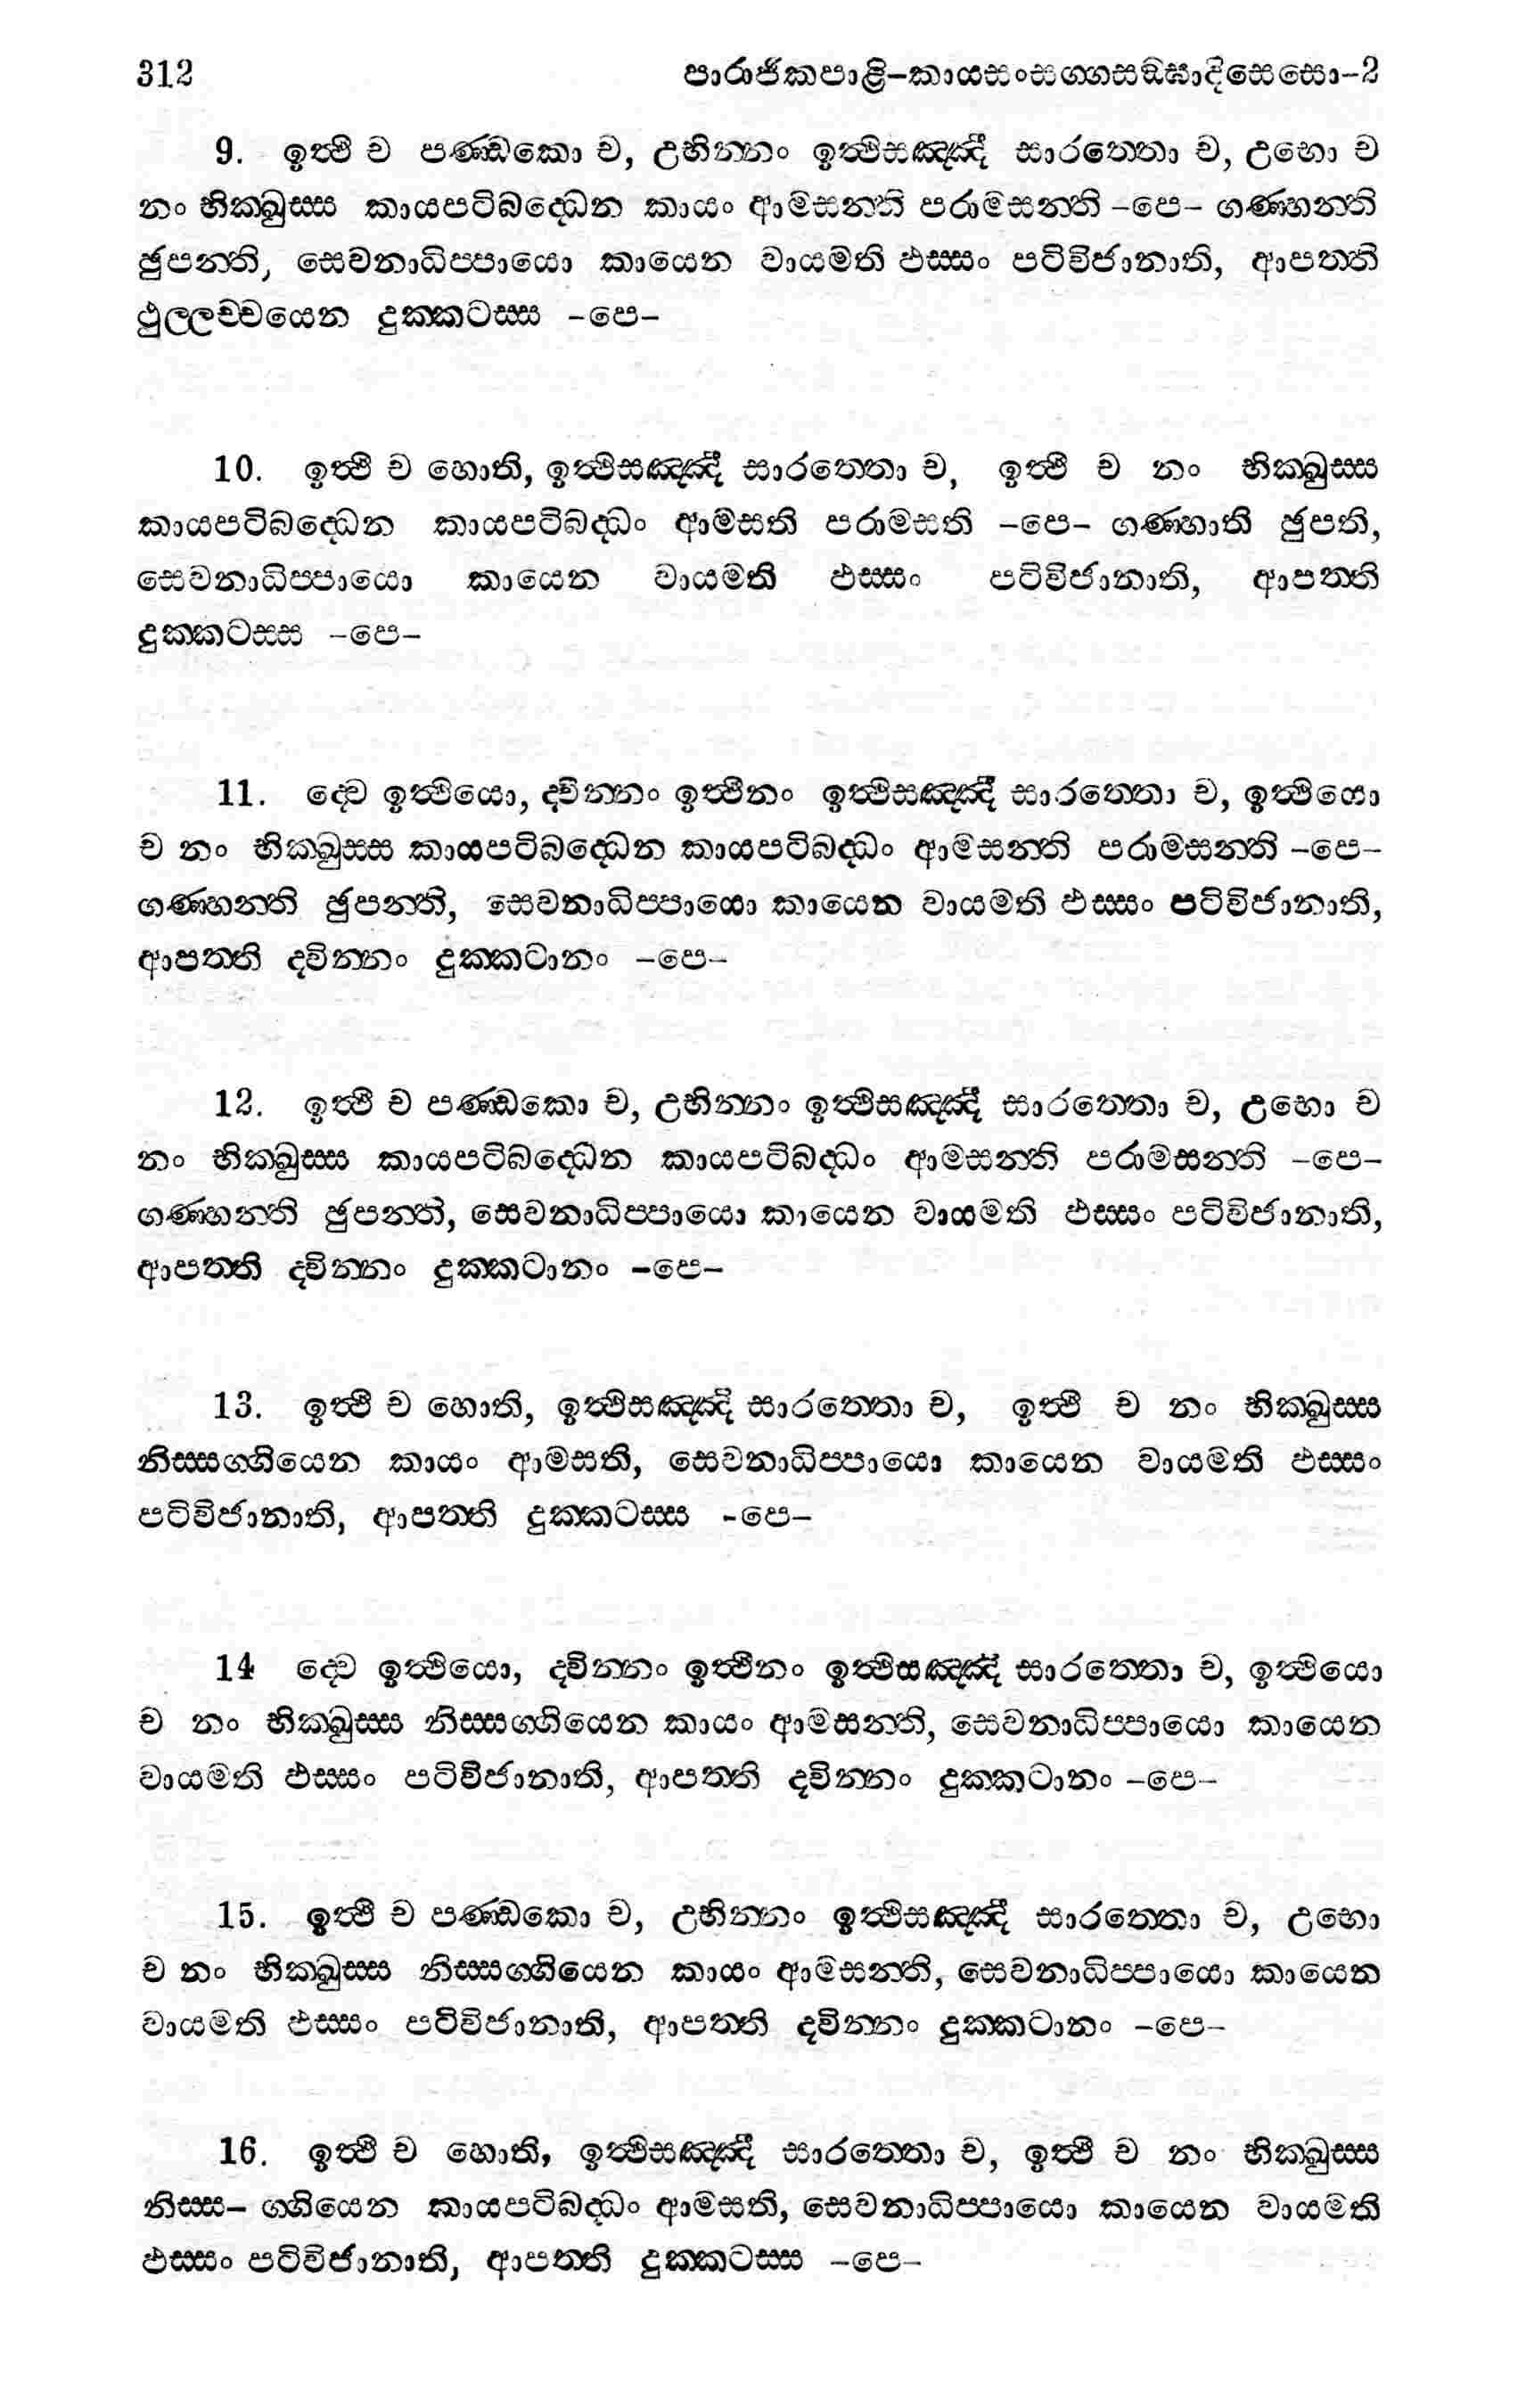 312 පාරාජිකපාළි–කායසංසග්ගසඞ්ඝාදිසෙසො–2
9. ඉත්ථි ච පණ්ඩකො ච, උභින්නං ඉත්ථිසඤ්ඤී සාරත්තො ච, උභො ච
නං භික්ඛුස්ස කායපටිබද්ධෙන කායං ආමසන්ති පරාමසන්ති –පෙ– ගණ්හන්ති
ඡුපන්ති, සෙවනාධිප්පායො කායෙන වායමති ඵස්සං පටිවිජානාති, ආපත්ති
ථුල්ලච්චයෙන දුක්කටස්ස –පෙ–
10. ඉත්ථී ච හොති, ඉත්ථිසඤ්ඤී සාරත්තො ච, ඉත්ථී ච නං භික්ඛුස්ස
කායපටිබද්ධෙන කායපටිබද්ධං ආමසති පරාමසති –පෙ– ගණ්හාති ඡුපති,
සෙවනාධිප්පායො කායෙන වායමති ඵස්සං පටිවිජානාති, ආපත්ති
දුක්කටස්ස –පෙ–
11. ද්වෙ ඉත්ථියො, ද්වින්නං ඉත්ථීනං ඉත්ථිසඤ්ඤී සාරත්තො ච, ඉත්ථියො
ච නං භික්ඛුස්ස කායපටිබද්ධෙන කායපටිබද්ධං ආමසන්ති පරාමසන්ති –පෙ–
ගණ්හන්ති ඡුපන්ති, සෙවනාධිප්පායො කායෙන වායමති ඵස්සං පටිවිජානාති,
ආපත්ති ද්වින්නං දුක්කටානං –පෙ–
12. ඉත්ථී ච පණ්ඩකො ච, උභින්නං ඉත්ථිසඤ්ඤී සාරත්තො ච, උභො ච
නං භික්ඛුස්ස කායපටිබද්ධෙන කායපටිබද්ධං ආමසන්ති පරාමසන්ති –පෙ–
ගණ්හන්ති ඡුපන්ති, සෙවනාධිප්පායො කායෙන වායමති ඵස්සං පටිවිජානාති,
ආපත්ති ද්වින්නං දුක්කටානං –පෙ–
13. ඉත්ථී ච හොති, ඉත්ථිසඤ්ඤි සාරත්තො ච, ඉත්ථී ච නං භික්ඛුස්ස
නිස්සග්ගියෙන කායං ආමසති, සෙවනාධිප්පායො කායෙන වායමති ඵස්සං
පටිවිජානාති, ආපත්ති දුක්කටස්ස –පෙ–
14 ද්වෙ ඉත්ථියො, ද්වින්නං ඉත්ථීනං ඉත්ථිසඤ්ඤී සාරත්තො ච, ඉත්ථියො
ච නං භික්ඛුස්ස නිස්සග්ගියෙන කායං ආමසන්ති, සෙවනාධිප්පායො කායෙන
වායමති ඵස්සං පටිවිජානාති, ආපත්ති ද්වින්නං දුක්කටානං –පෙ–
15. ඉත්ථී ච පණ්ඩකො ච, උභින්නං ඉත්ථිසඤ්ඤී සාරත්තො ච, උභො
ච නං භික්ඛුස්ස නිස්සග්ගියෙන කායං ආමසන්ති, සෙවනාධිප්පායො කායෙන
වායමති ඵස්සං පටිවිජානාති, ආපත්ති ද්වින්නං දුක්කටානං –පෙ–
16. ඉත්ථී ච හොති, ඉත්ථිසඤ්ඤී සාරත්තො ච, ඉත්ථී ච නං භික්ඛුස්ස
නිස්ස– ග්ගියෙන කායපටිබද්ධං ආමසති, සෙවනාධිප්පායො කායෙන වායමති
ඵස්සං පටිවිජානාති, ආපත්ති දුක්කටස්ස –පෙ–